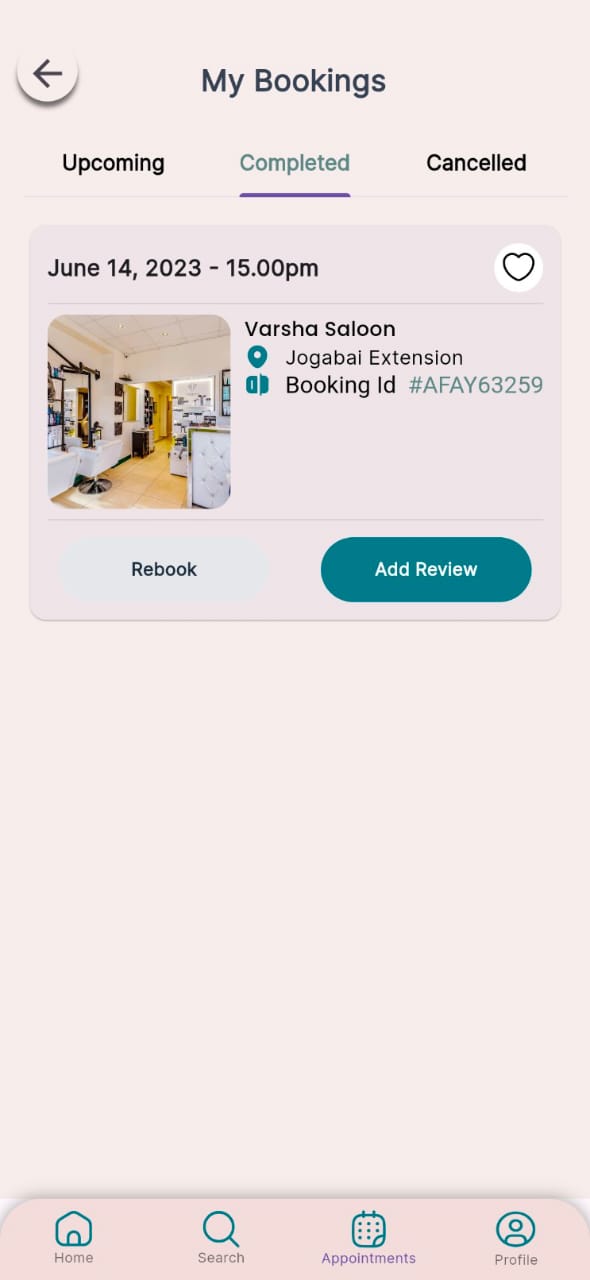 My Bookings
Upcoming Completed Cancelled
June 14, 2023 - 15.00pm
Varsha Saloon
Jogabai Extension
Booking Id #AFAY63259
Rebook Add Review
Home Search Appointments Profile